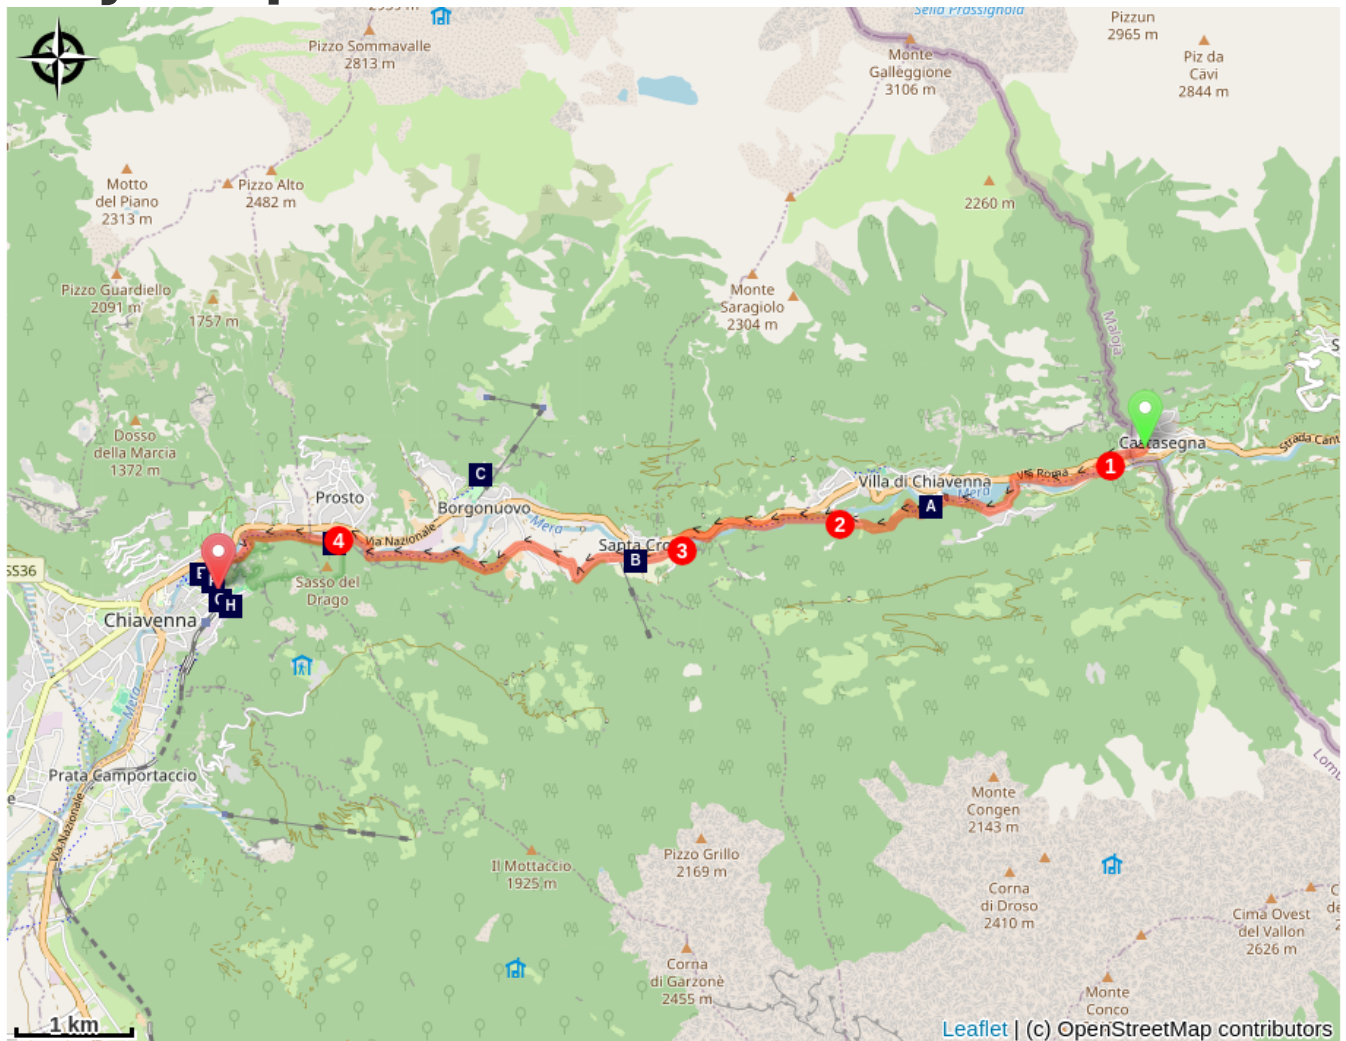 Sella Prassignola
Pizzun
2965 m
Pizzo Sommavalle
2813 m
Monte
Galleggione
3106 m
Piz da
Cävi
2844 m
Motto
del Piano
2313 m
Pizzo Alto
2482 m
2260 m
Pizzo Guardiello
2091 m
1757 m
Monte
Saragiolo
2304 m
Maloja
Dosso
della Marcia
1372 m
Castasegna
Strada Cant
1
Via Roma
C
Prosto
Villa di Chiavenna
Mera
Borgonuovo
A
Mera
2
4
Via Nazionale
Santa Cro
3
B
SS36
E
Sasso del
Drago
H
Chiavenna
Mera
Prata Camportaccio
Via Nazionale
Monte
Congen
2143 m
Pizzo Grillo
2169 m
Il Mottaccio
1925 m
Corna
di Droso
2410 m
Cima Ovest
del Vallon
2626 m
Corna
di Garzonè
2455 m
Monte
Conco
1 km
Leaflet | (c) OpenStreetMap contributors